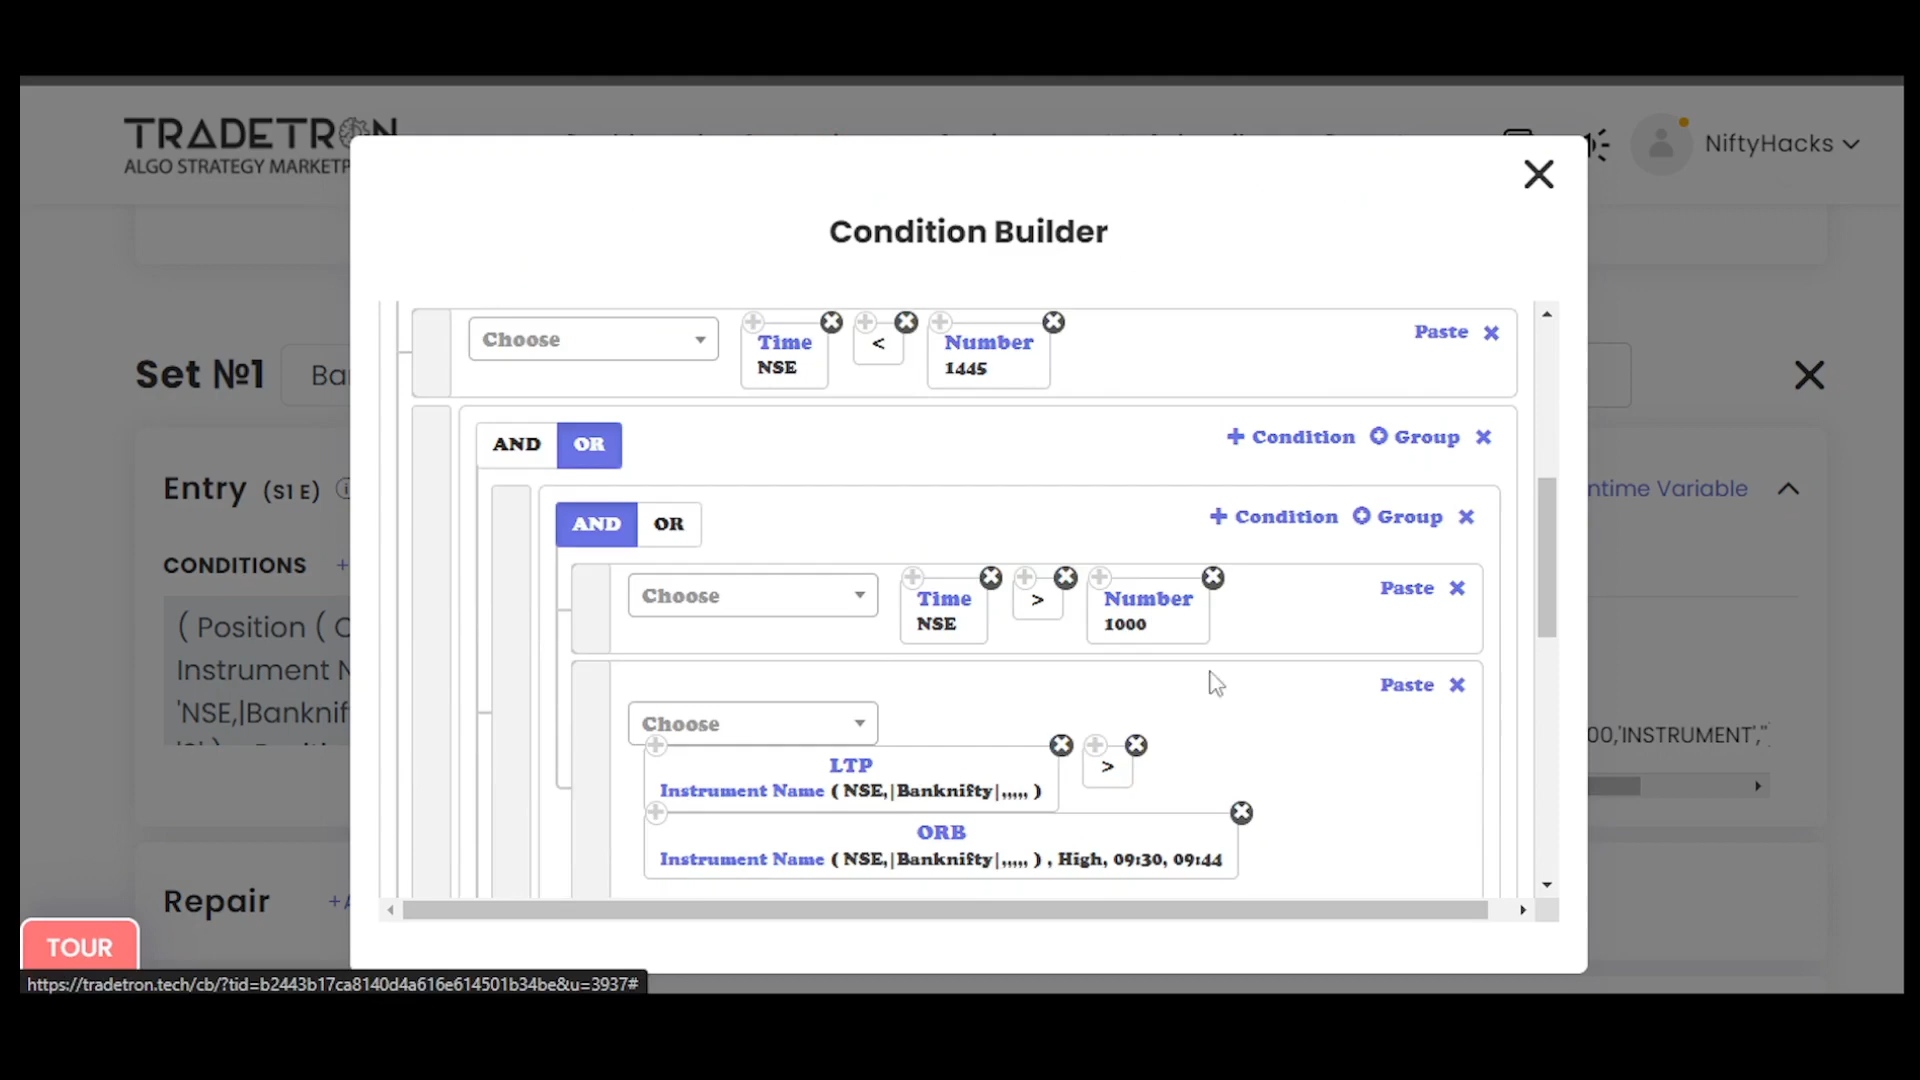 TRADETRON
ALGO STRATEGY MARKETP
NiftyHacks
Condition Builder
Set №1
Ba
Entry (S1 E)
ntime Variable
CONDITIONS +
( Position ( C
Instrument N
'NSE,|Banknif
00,'INSTRUMENT',''
Repair +A
TOUR
Choose
Time
NSE
<
Number
1445
Paste
AND OR
Condition Group
AND OR
Condition Group
Choose
Time
NSE
>
Number
1000
Paste
Choose
Paste
LTP
Instrument Name ( NSE,|Banknifty|,,,,, )
>
ORB
Instrument Name ( NSE,|Banknifty|,,,,, ) , High, 09:30, 09:44
https://tradetron.tech/cb/?tid=b2443b17ca8140d4a616e614501b34be&u=3937#